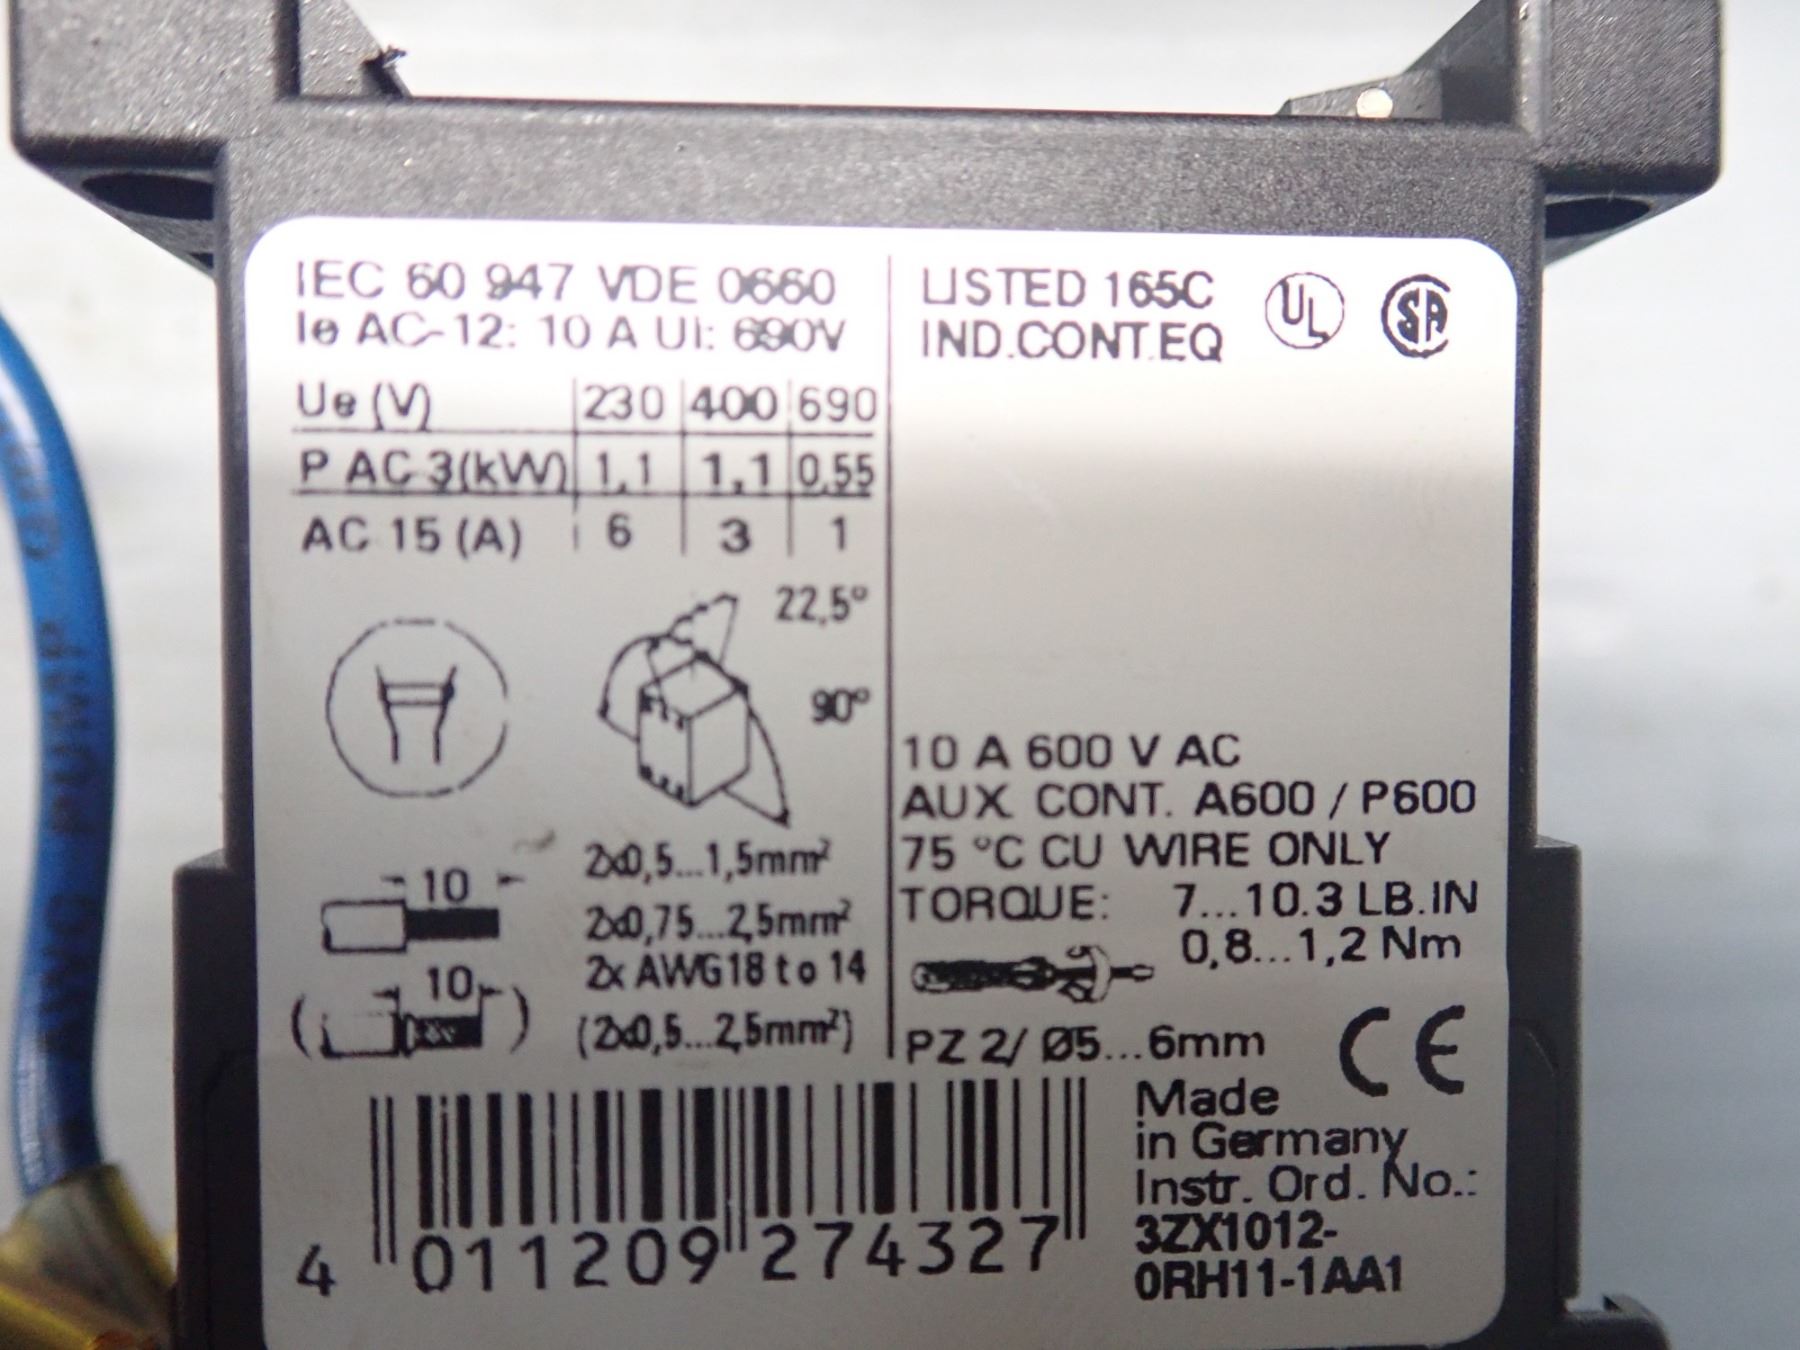 IEC 60 947 VDE 0660
Ie AC-12: 10 A UI: 690V
Ue (V) 230 400 690
P AC 3(kW) 1,1 1,1 0,55
AC 15 (A) 6 3 1
22,5°
90°
10
2x0,5...1,5mm²
2x0,75...2,5mm²
2x AWG18 to 14
(10)
(2x0,5...2,5mm²)
LISTED 165C
IND.CONT.EQ
UL
SA
10 A 600 V AC
AUX. CONT. A600 / P600
75 °C CU WIRE ONLY
TORQUE: 7...10.3 LB.IN
0,8...1,2 Nm
PZ 2/ Ø5...6mm
CE
Made
in Germany
Instr. Ord. No.:
3ZX1012-
0RH11-1AA1
4 011209 274327